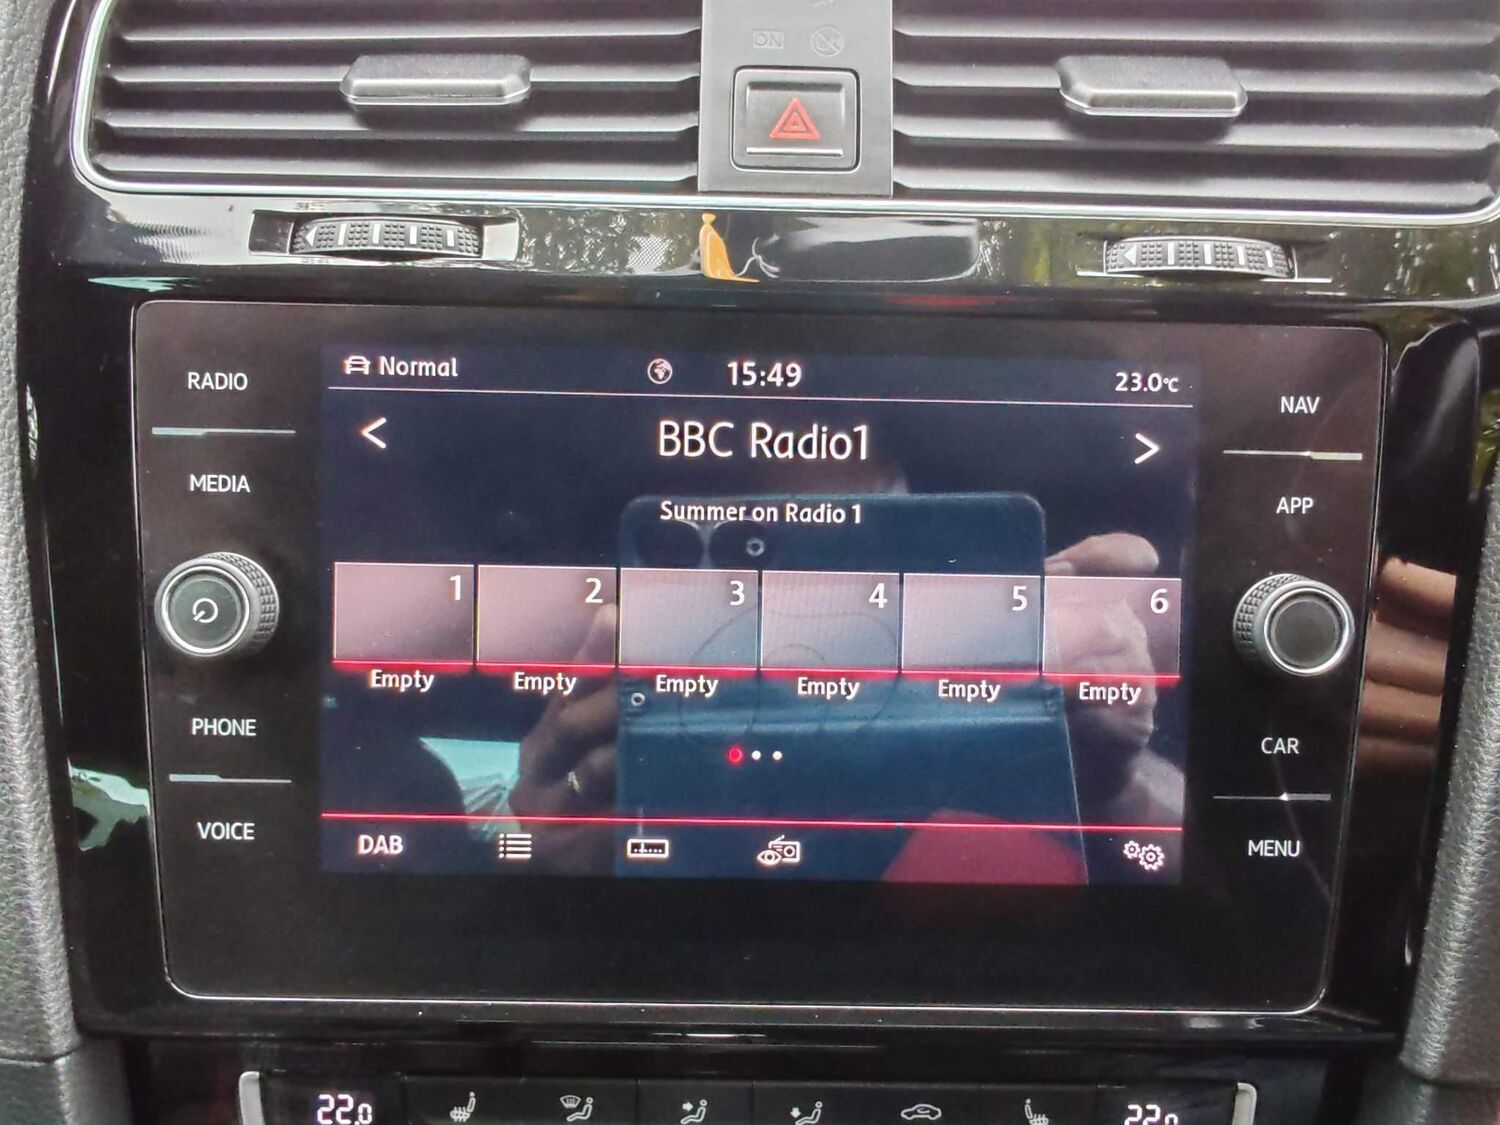 ON
Normal 15:49 23.0°C
RADIO
NAV
< BBC Radio1 >
MEDIA
APP
Summer on Radio 1
1 2 3 4 5 6
Empty Empty Empty Empty Empty Empty
PHONE
CAR
VOICE
MENU
DAB
22.0 22.0